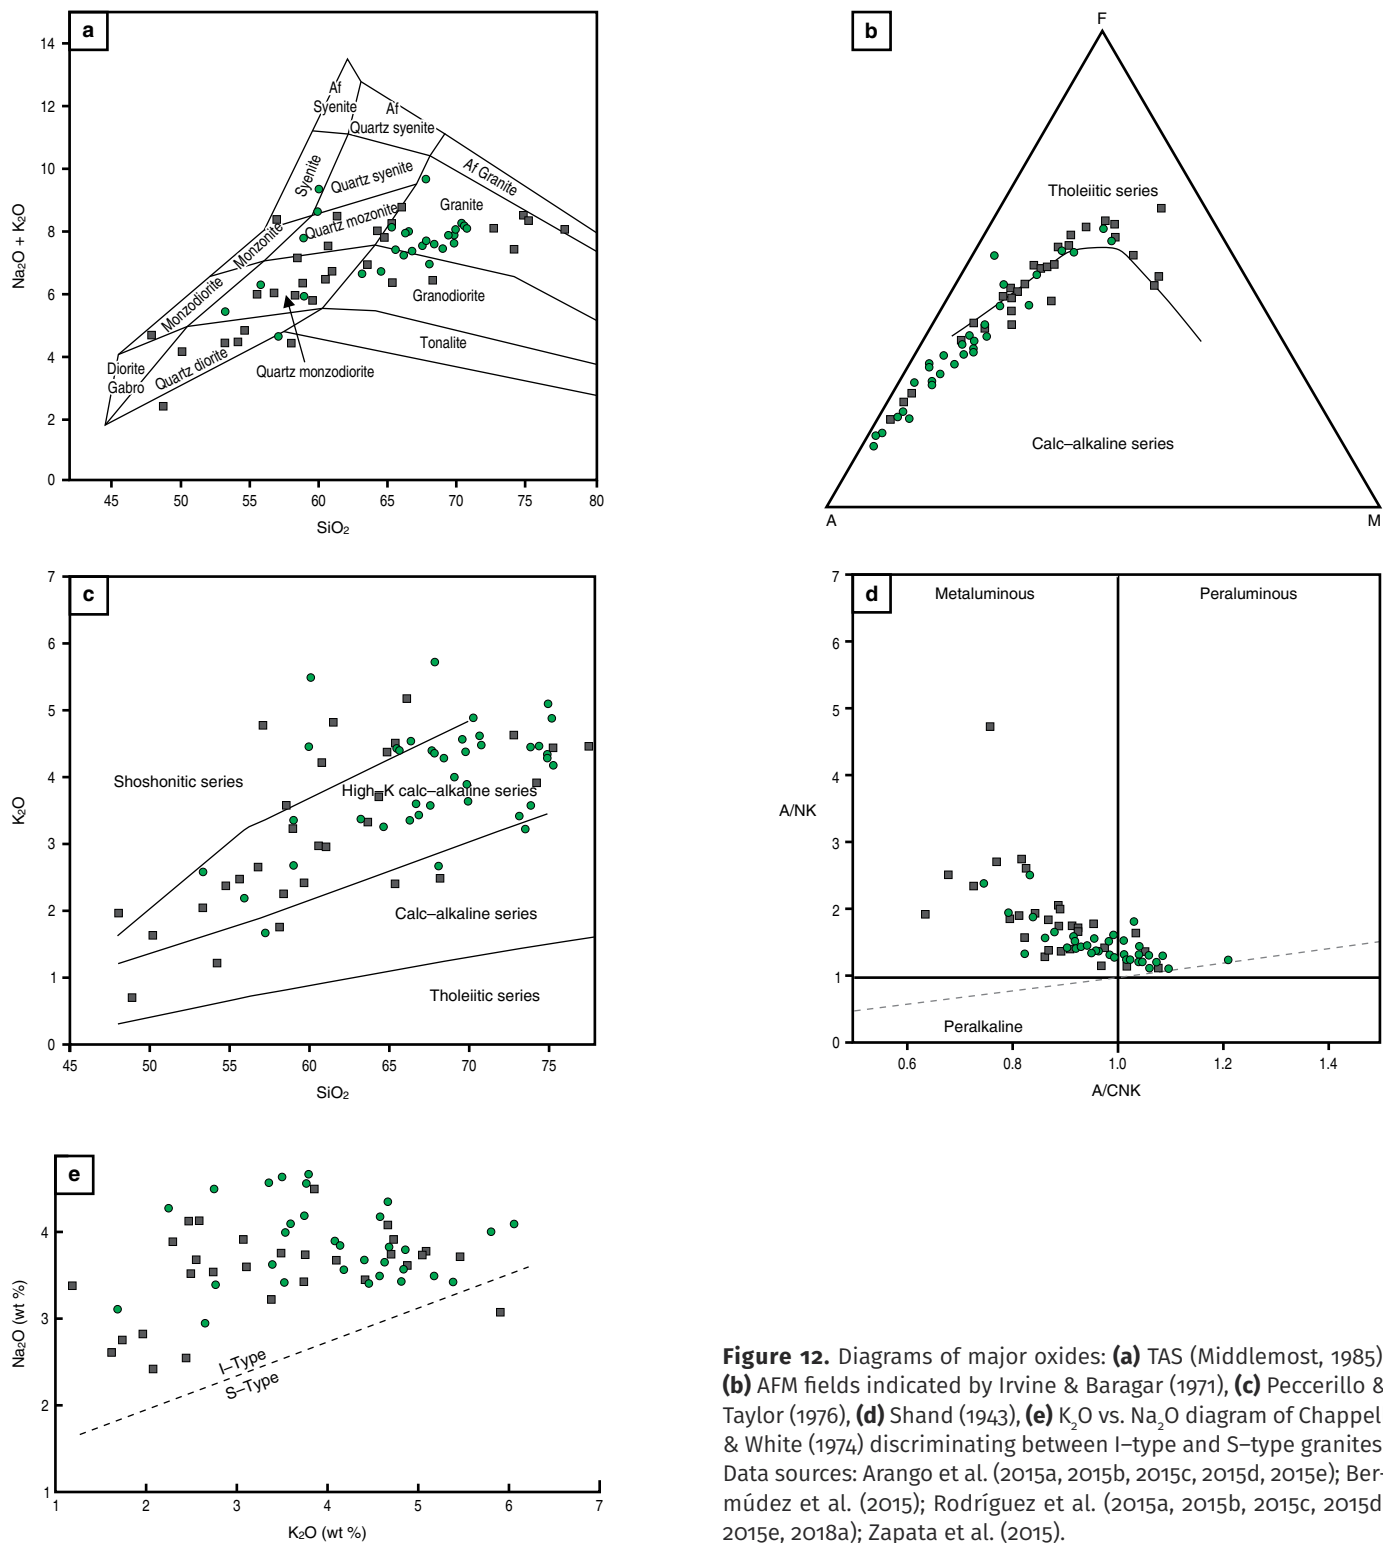 a
14
12
10
8
6
4
2
0
Na₂O + K₂O
45
50
55
60
65
70
75
80
SiO₂
Af
Syenite
Af
Quartz syenite
Syenite
Quartz syenite
Af Granite
Granite
Quartz mozonite
Monzonite
Monzodiorite
Granodiorite
Tonalite
Diorite
Gabro
Quartz diorite
Quartz monzodiorite
b
F
Tholeiitic series
Calc–alkaline series
A
M
c
7
6
5
4
3
2
1
0
K₂O
Shoshonitic series
High–K calc–alkaline series
Calc–alkaline series
Tholeiitic series
45
50
55
60
65
70
75
SiO₂
d
7
6
5
4
3
2
1
0
A/NK
Metaluminous
Peraluminous
Peralkaline
0.6
0.8
1.0
1.2
1.4
A/CNK
e
4
3
2
1
Na₂O (wt %)
I–Type
S–Type
1
2
3
4
5
6
7
K₂O (wt %)
Figure 12. Diagrams of major oxides: (a) TAS (Middlemost, 1985)
(b) AFM fields indicated by Irvine & Baragar (1971), (c) Peccerillo &
Taylor (1976), (d) Shand (1943), (e) K₂O vs. Na₂O diagram of Chappel
& White (1974) discriminating between I–type and S–type granites
Data sources: Arango et al. (2015a, 2015b, 2015c, 2015d, 2015e); Ber-
múdez et al. (2015); Rodríguez et al. (2015a, 2015b, 2015c, 2015d
2015e, 2018a); Zapata et al. (2015).